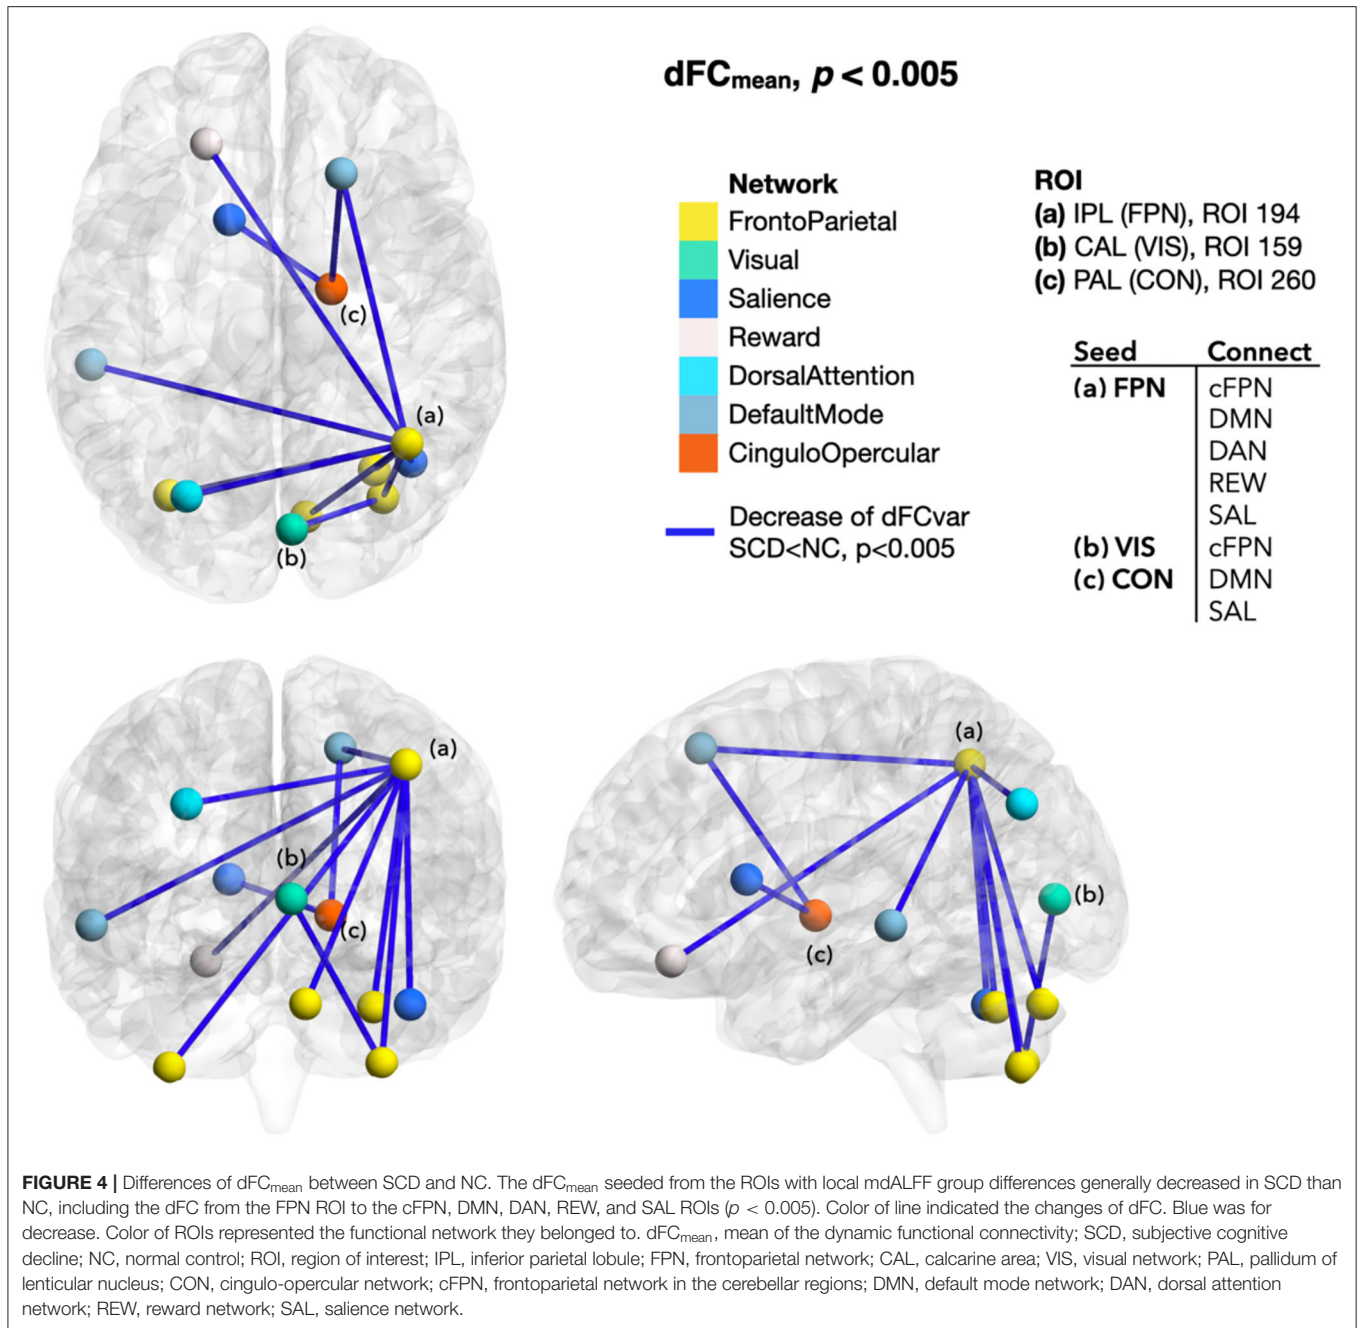 dFCmean, p < 0.005
Network
FrontoParietal
Visual
Salience
Reward
DorsalAttention
DefaultMode
CinguloOpercular
Decrease of dFCvar
SCD<NC, p<0.005
ROI
(a) IPL (FPN), ROI 194
(b) CAL (VIS), ROI 159
(c) PAL (CON), ROI 260
Seed Connect
(a) FPN cFPN
DMN
DAN
REW
SAL
(b) VIS cFPN
(c) CON DMN
SAL
(c)
(a)
(b)
(a)
(b)
(c)
(a)
(b)
(c)
FIGURE 4 | Differences of dFCmean between SCD and NC. The dFCmean seeded from the ROIs with local mdALFF group differences generally decreased in SCD than
NC, including the dFC from the FPN ROI to the cFPN, DMN, DAN, REW, and SAL ROIs (p < 0.005). Color of line indicated the changes of dFC. Blue was for
decrease. Color of ROIs represented the functional network they belonged to. dFCmean, mean of the dynamic functional connectivity; SCD, subjective cognitive
decline; NC, normal control; ROI, region of interest; IPL, inferior parietal lobule; FPN, frontoparietal network; CAL, calcarine area; VIS, visual network; PAL, pallidum of
lenticular nucleus; CON, cingulo-opercular network; cFPN, frontoparietal network in the cerebellar regions; DMN, default mode network; DAN, dorsal attention
network; REW, reward network; SAL, salience network.